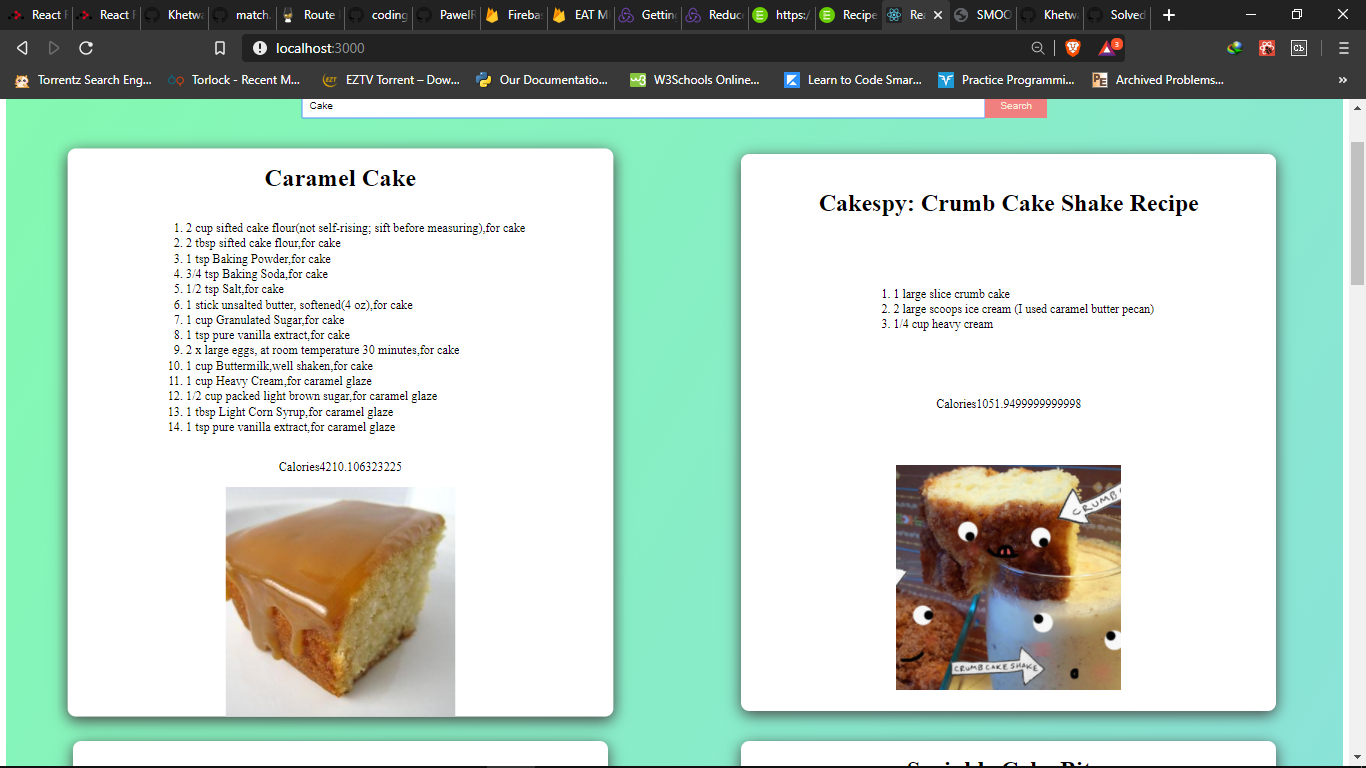 React
React
Khetwa
match.
Route
coding
PawelR
Fireba
EAT M
Getting
Reduc
https:/
Recipe
Rea
SMOO
Khetwa
Solved
localhost:3000
3
Torrentz Search Eng...
Torlock - Recent M...
EZTV Torrent – Dow...
Our Documentatio...
W3Schools Online...
Learn to Code Smar...
Practice Programmi...
Archived Problems...
Cake
Search
Caramel Cake
1. 2 cup sifted cake flour(not self-rising; sift before measuring),for cake
2. 2 tbsp sifted cake flour,for cake
3. 1 tsp Baking Powder,for cake
4. 3/4 tsp Baking Soda,for cake
5. 1/2 tsp Salt,for cake
6. 1 stick unsalted butter, softened(4 oz),for cake
7. 1 cup Granulated Sugar,for cake
8. 1 tsp pure vanilla extract,for cake
9. 2 x large eggs, at room temperature 30 minutes,for cake
10. 1 cup Buttermilk,well shaken,for cake
11. 1 cup Heavy Cream,for caramel glaze
12. 1/2 cup packed light brown sugar,for caramel glaze
13. 1 tbsp Light Corn Syrup,for caramel glaze
14. 1 tsp pure vanilla extract,for caramel glaze
Calories4210.106323225
Cakespy: Crumb Cake Shake Recipe
1. 1 large slice crumb cake
2. 2 large scoops ice cream (I used caramel butter pecan)
3. 1/4 cup heavy cream
Calories1051.9499999999998
CRUMB C
CRUMB CAKE SHAKE